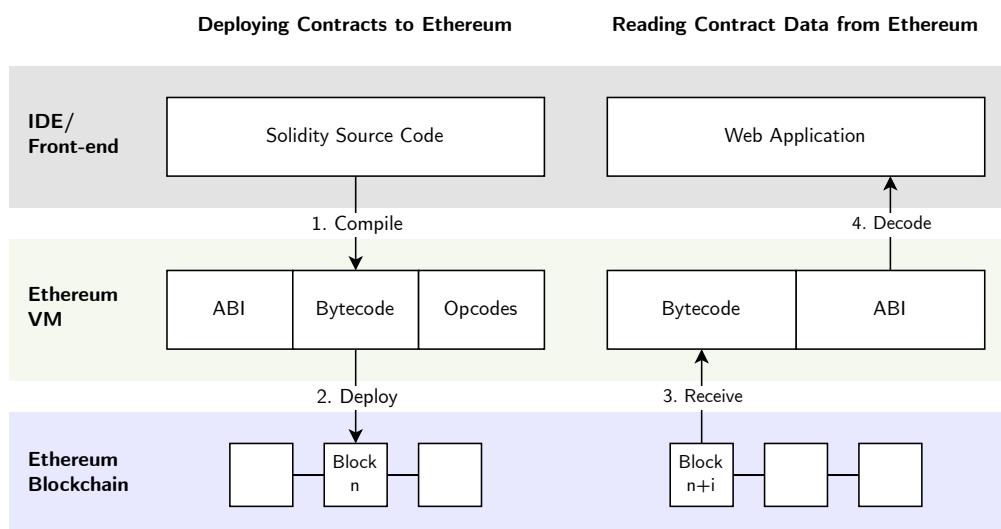 Deploying Contracts to Ethereum
Reading Contract Data from Ethereum
IDE/
Front-end
Solidity Source Code
Web Application
1. Compile
4. Decode
Ethereum
VM
ABI
Bytecode
Opcodes
Bytecode
ABI
2. Deploy
3. Receive
Ethereum
Blockchain
Block
n
Block
n+i